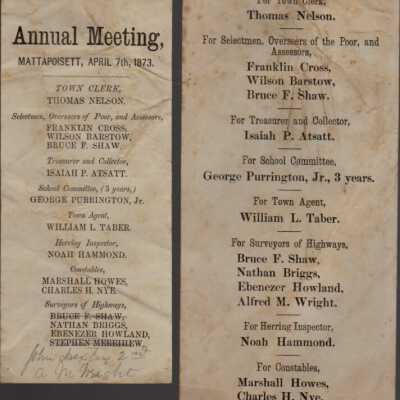 Annual Meeting,
MATTAPOISETT, APRIL 7th, 1873.
TOWN CLERK,
THOMAS NELSON.
Selectmen, Overseers of Poor, and Assessors,
FRANKLIN CROSS,
WILSON BARSTOW,
BRUCE F. SHAW.
Treasurer and Collector,
ISAIAH P. ATSATT.
School Committee, (3 years,)
GEORGE PURRINGTON, Jr.
Town Agent,
WILLIAM L. TABER.
Herring Inspector,
NOAH HAMMOND.
Constables,
MARSHALL HOWES,
CHARLES H. NYE.
Surveyors of Highways,
BRUCE F. SHAW,
NATHAN BRIGGS,
EBENEZER HOWLAND,
STEPHEN MERRIHEW,
John 2nd
A M Wright
For Town Clerk,
Thomas Nelson.
For Selectmen, Overseers of the Poor, and
Assessors,
Franklin Cross,
Wilson Barstow,
Bruce F. Shaw.
For Treasurer and Collector,
Isaiah P. Atsatt.
For School Committee,
George Purrington, Jr., 3 years.
For Town Agent,
William L. Taber.
For Surveyors of Highways,
Bruce F. Shaw,
Nathan Briggs,
Ebenezer Howland,
Alfred M. Wright.
For Herring Inspector,
Noah Hammond.
For Constables,
Marshall Howes,
Charles H. Nye.